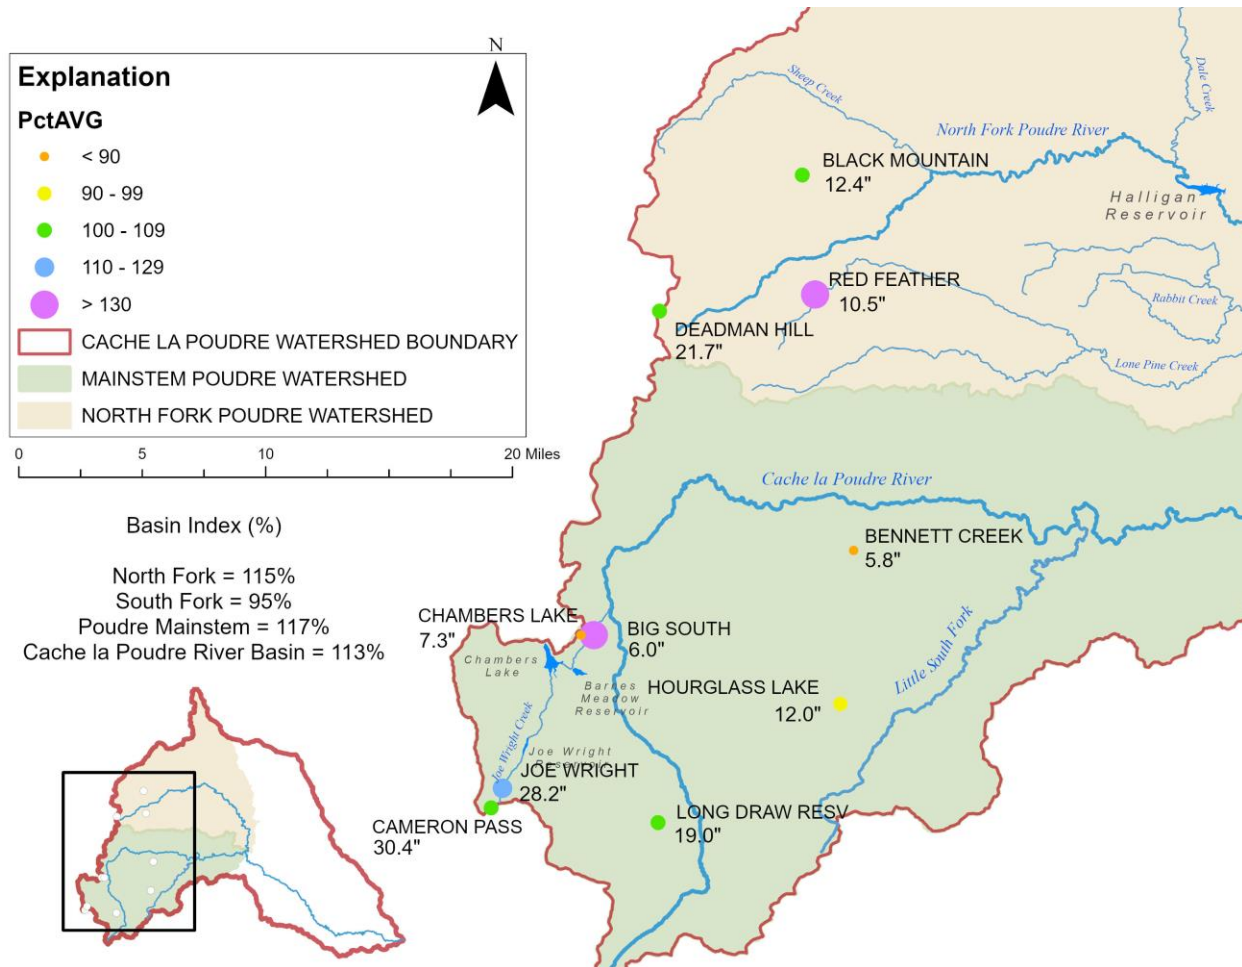 N
Explanation
PctAVG
< 90
90 - 99
100 - 109
110 - 129
> 130
CACHE LA POUDRE WATERSHED BOUNDARY
MAINSTEM POUDRE WATERSHED
NORTH FORK POUDRE WATERSHED
0 5 10 20 Miles
Basin Index (%)
North Fork = 115%
South Fork = 95%
Poudre Mainstem = 117%
Cache la Poudre River Basin = 113%
Sheep Creek
Dale Creek
North Fork Poudre River
BLACK MOUNTAIN
12.4"
Halligan
Reservoir
RED FEATHER
10.5"
Rabbit Creek
DEADMAN HILL
21.7"
Lone Pine Creek
Cache la Poudre River
BENNETT CREEK
5.8"
CHAMBERS LAKE
7.3"
BIG SOUTH
6.0"
Chambers
Lake
Barnes
Meadow
Reservoir
Little South Fork
HOURGLASS LAKE
12.0"
Joe Wright Creek
Joe Wright
Reservoir
JOE WRIGHT
28.2"
CAMERON PASS
30.4"
LONG DRAW RESV
19.0"